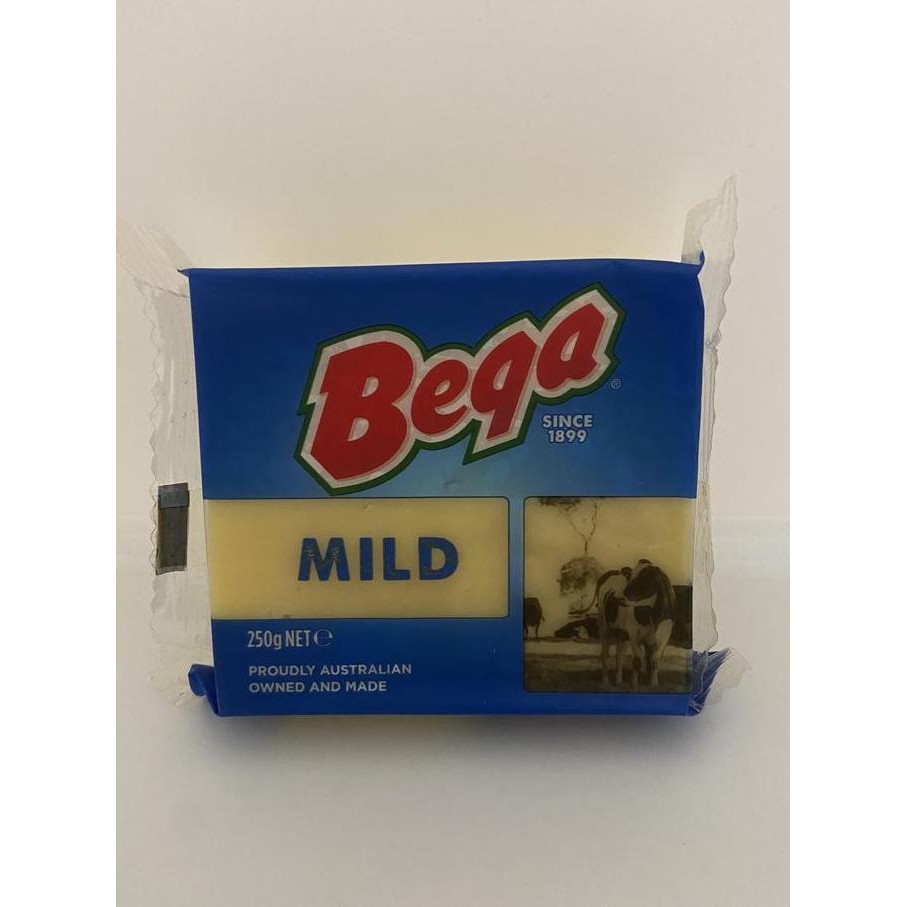 Bega
®
SINCE
1899
MILD
250g NET ℮
PROUDLY AUSTRALIAN
OWNED AND MADE